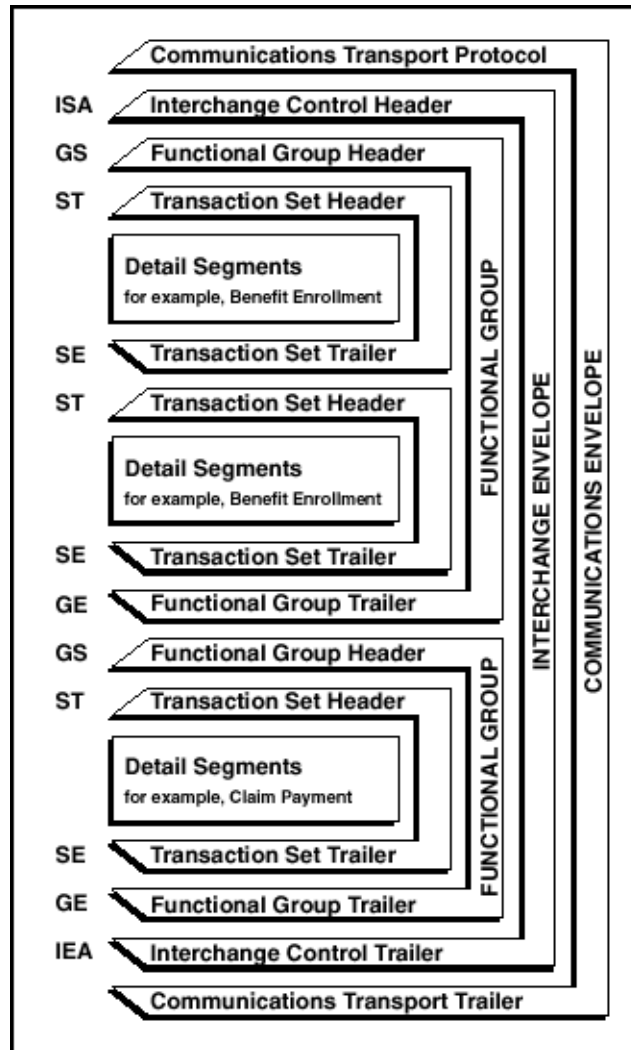 Communications Transport Protocol
ISA Interchange Control Header
GS Functional Group Header
ST Transaction Set Header
Detail Segments
for example, Benefit Enrollment
SE Transaction Set Trailer
ST Transaction Set Header
Detail Segments
for example, Benefit Enrollment
SE Transaction Set Trailer
GE Functional Group Trailer
FUNCTIONAL GROUP
GS Functional Group Header
ST Transaction Set Header
Detail Segments
for example, Claim Payment
SE Transaction Set Trailer
GE Functional Group Trailer
FUNCTIONAL GROUP
IEA Interchange Control Trailer
INTERCHANGE ENVELOPE
Communications Transport Trailer
COMMUNICATIONS ENVELOPE